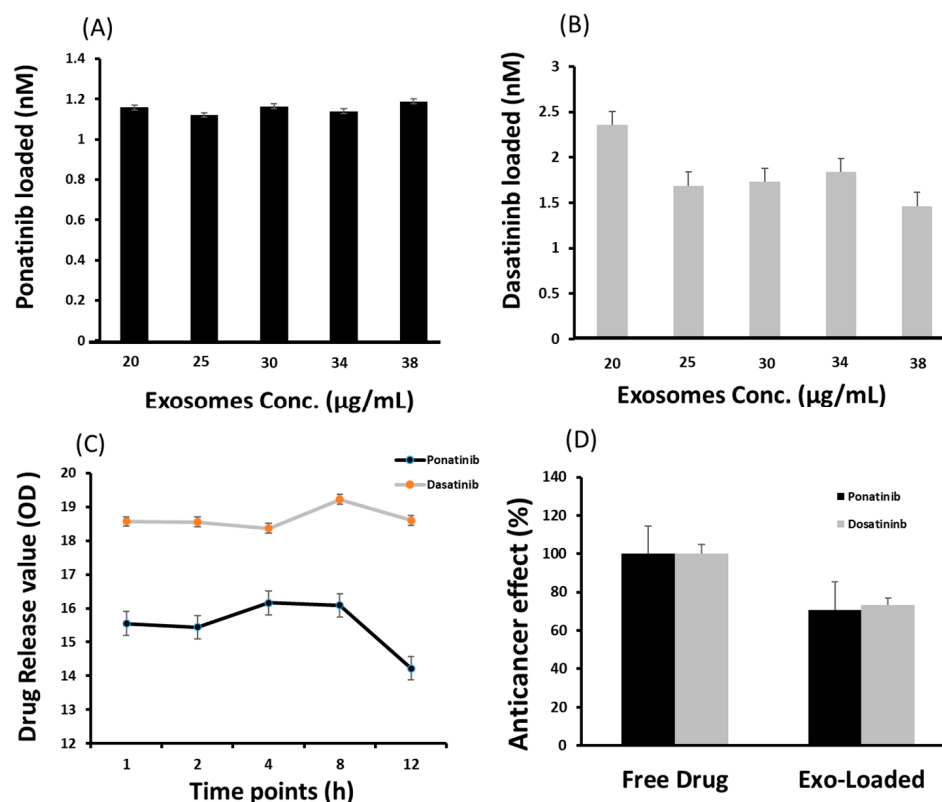 (A)
Ponatinib loaded (nM)
1.4
1.2
1
0.8
0.6
0.4
0.2
0
20 25 30 34 38
Exosomes Conc. (µg/mL)
(B)
Dasatininb loaded (nM)
3
2.5
2
1.5
1
0.5
0
20 25 30 34 38
Exosomes Conc. (µg/mL)
(C)
Ponatinib
Dasatinib
Drug Release value (OD )
20
19
18
17
16
15
14
13
12
1 2 4 8 12
Time points (h)
(D)
Ponatinib
Dosatininb
Anticancer effect (%)
140
120
100
80
60
40
20
0
Free Drug Exo-Loaded